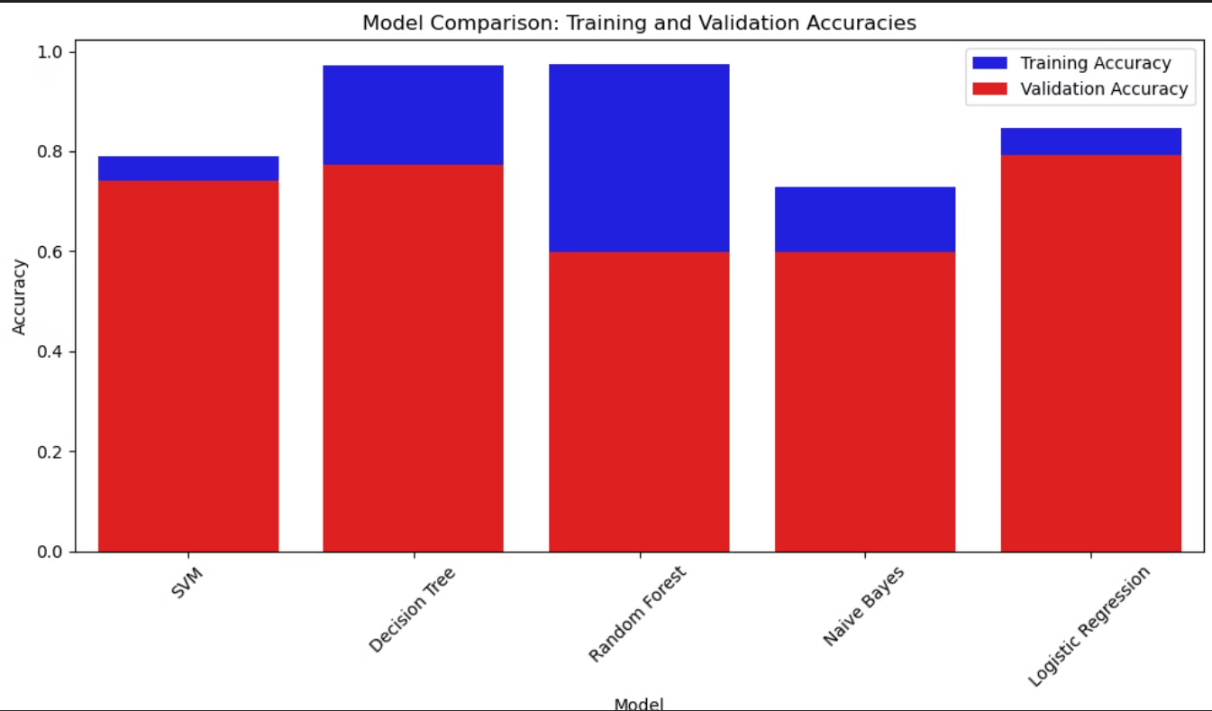 Model Comparison: Training and Validation Accuracies
Training Accuracy
Validation Accuracy
Accuracy
1.0
0.8
0.6
0.4
0.2
0.0
SVM
Decision Tree
Random Forest
Naive Bayes
Logistic Regression
Model